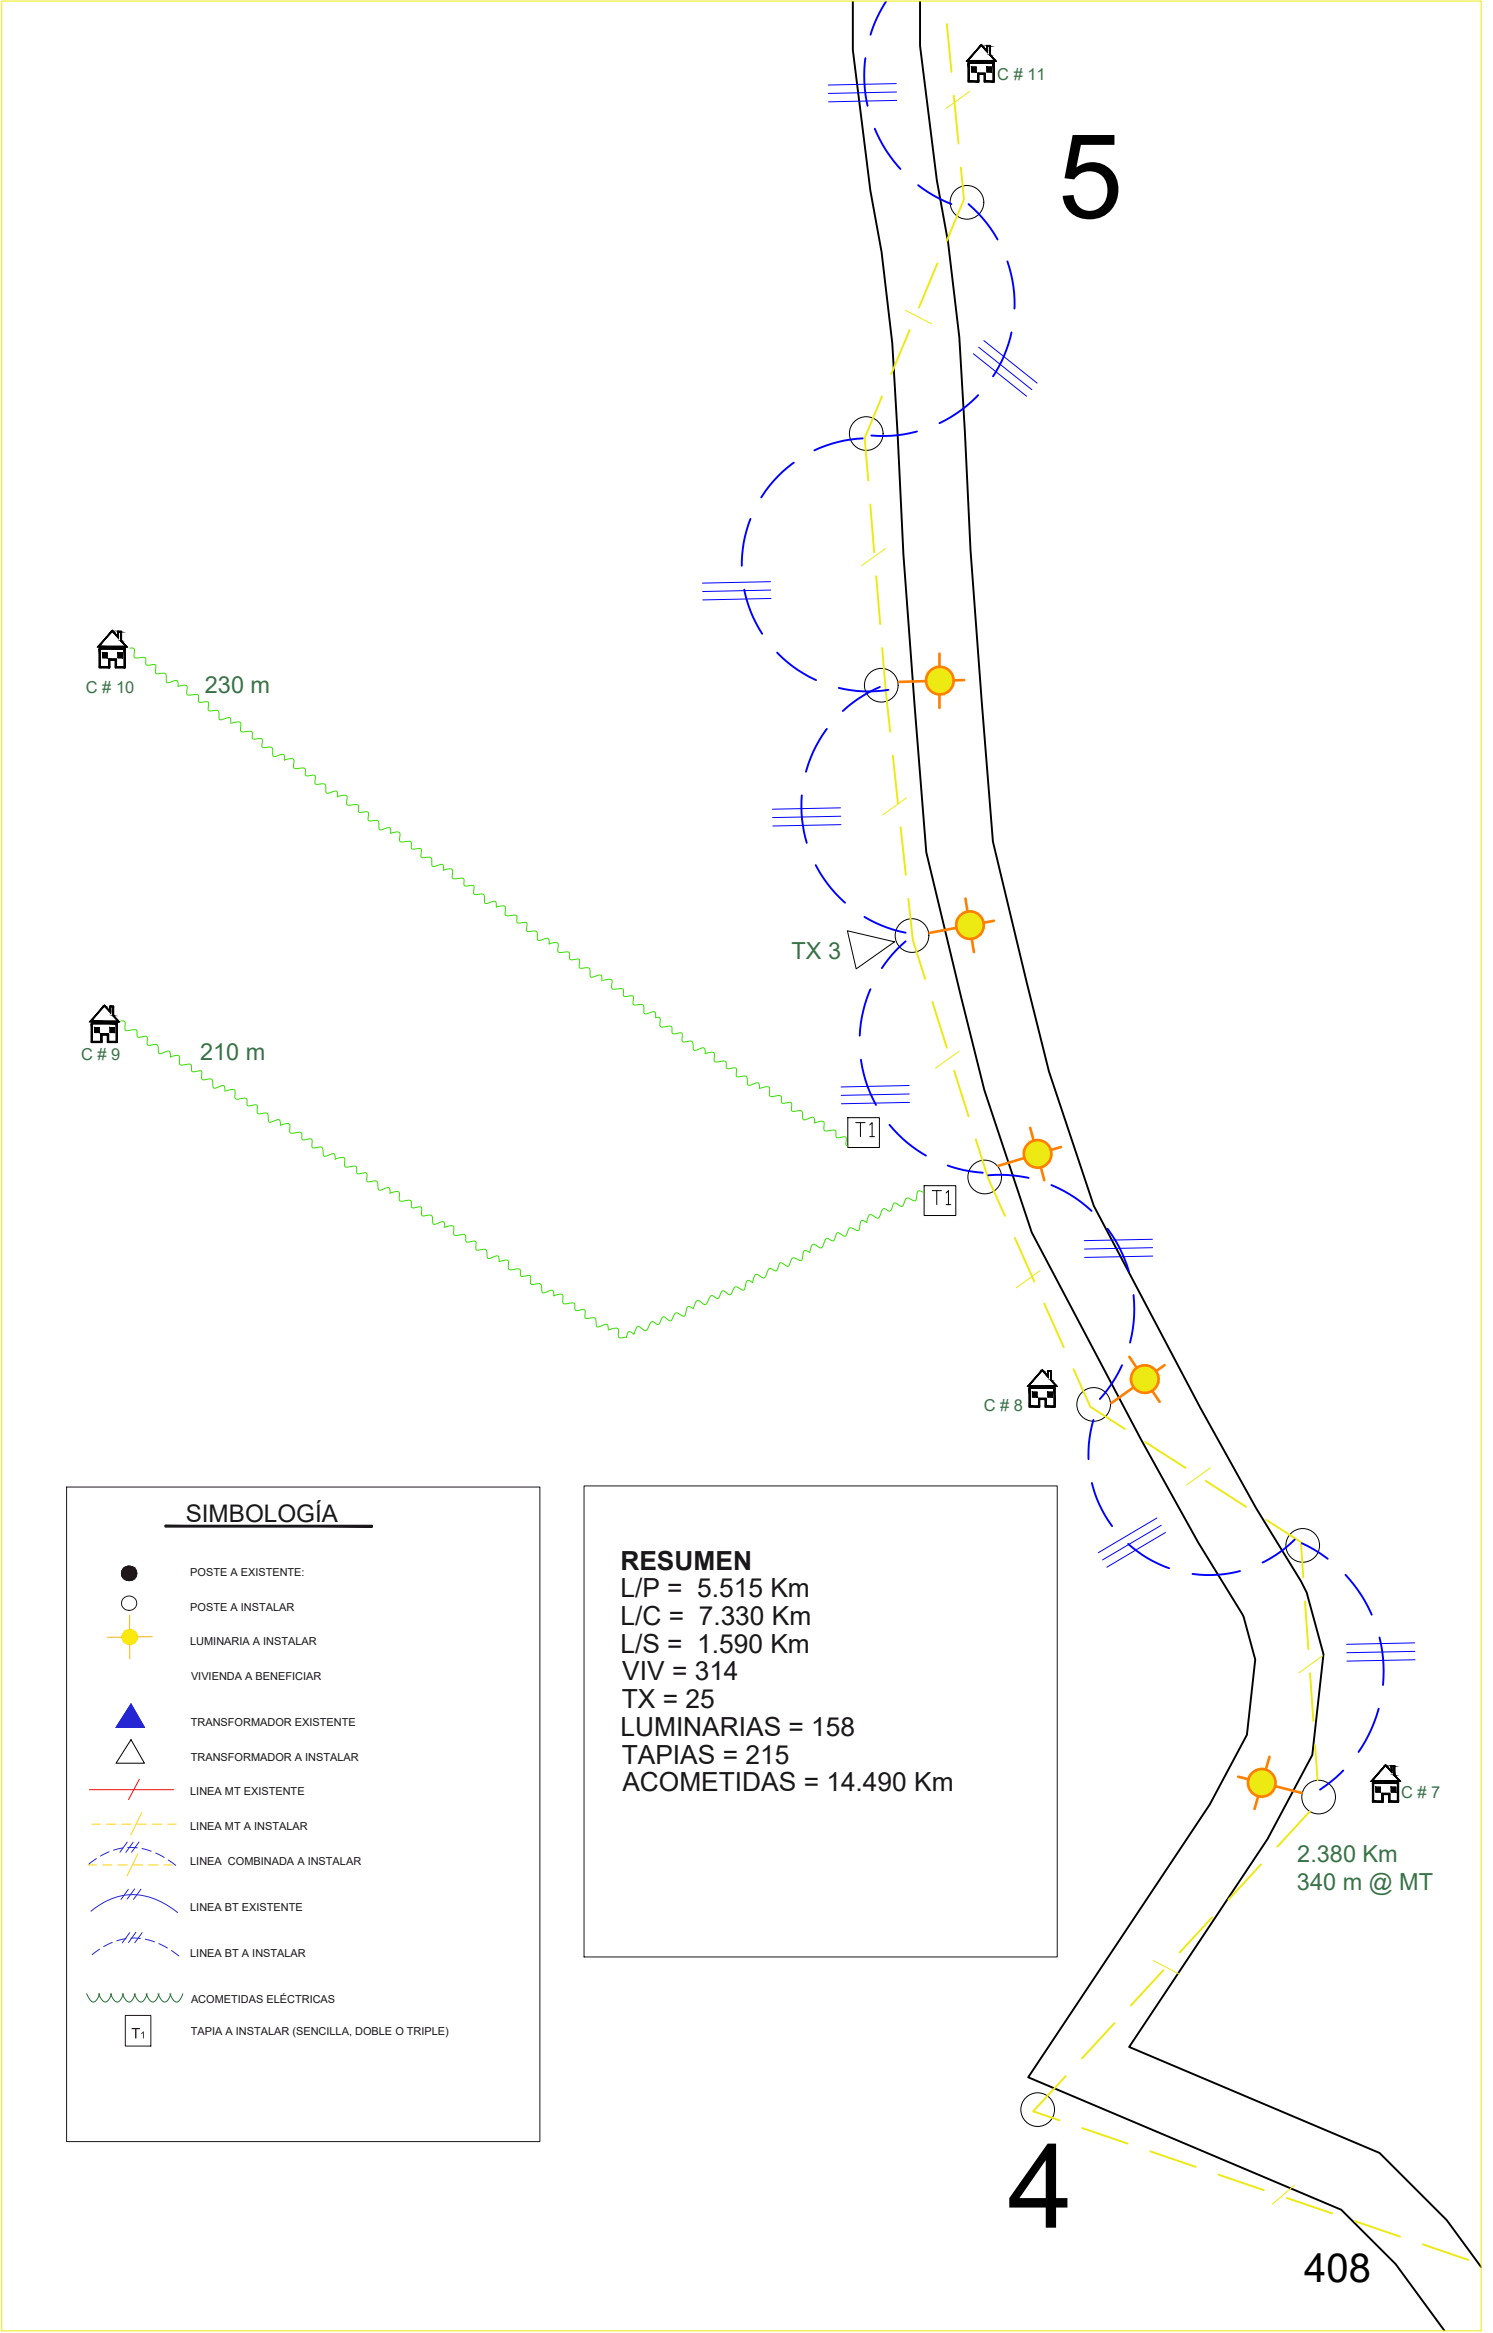 C # 11
5
C # 10
230 m
TX 3
C # 9
210 m
T1
T1
C # 8
SIMBOLOGÍA
POSTE A EXISTENTE:
POSTE A INSTALAR
LUMINARIA A INSTALAR
VIVIENDA A BENEFICIAR
TRANSFORMADOR EXISTENTE
TRANSFORMADOR A INSTALAR
LINEA MT EXISTENTE
LINEA MT A INSTALAR
LINEA COMBINADA A INSTALAR
LINEA BT EXISTENTE
LINEA BT A INSTALAR
ACOMETIDAS ELÉCTRICAS
T1
TAPIA A INSTALAR (SENCILLA, DOBLE O TRIPLE)
RESUMEN
L/P = 5.515 Km
L/C = 7.330 Km
L/S = 1.590 Km
VIV = 314
TX = 25
LUMINARIAS = 158
TAPIAS = 215
ACOMETIDAS = 14.490 Km
C # 7
2.380 Km
340 m @ MT
4
408